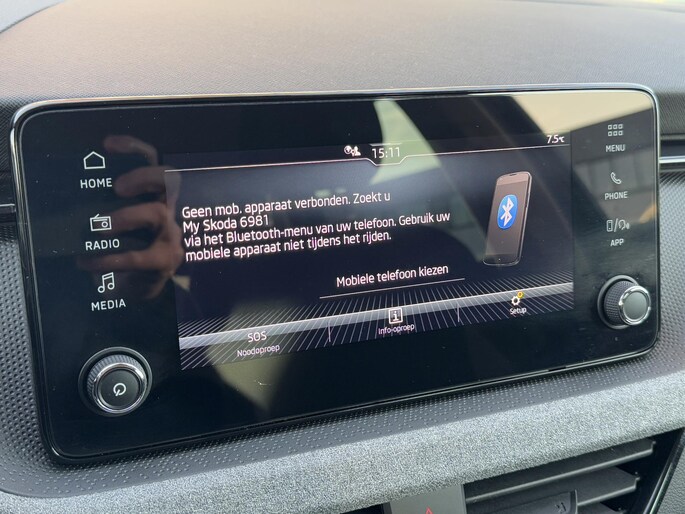 15:11
7.5°C
HOME
RADIO
MEDIA
MENU
PHONE
APP
Geen mob. apparaat verbonden. Zoekt u
My Skoda 6981
via het Bluetooth-menu van uw telefoon. Gebruik uw
mobiele apparaat niet tijdens het rijden.
Mobiele telefoon kiezen
SOS
Noodoproep
i
Info-oproep
Setup